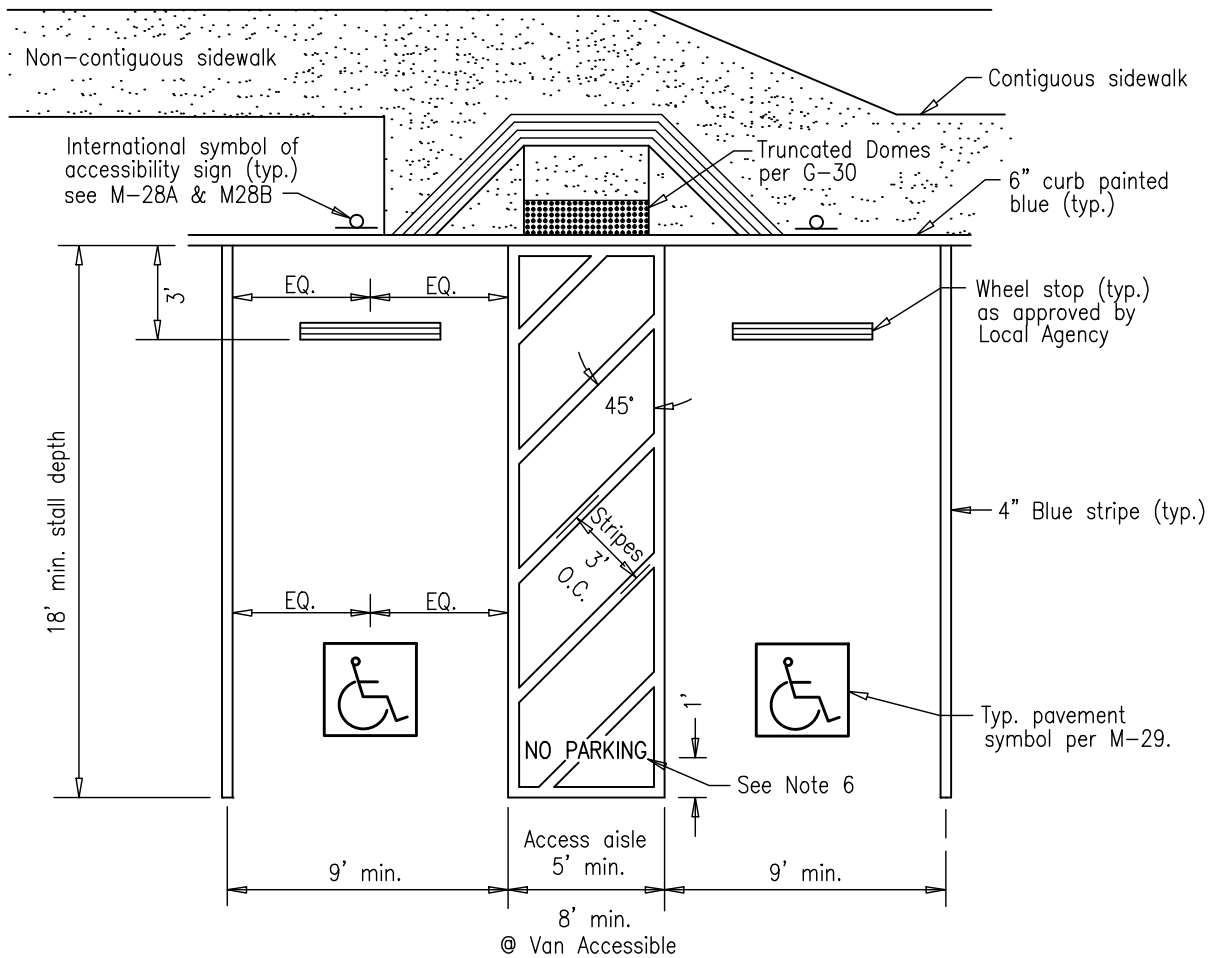 Non-contiguous sidewalk
Contiguous sidewalk
International symbol of
accessibility sign (typ.)
see M-28A & M28B
Truncated Domes
per G-30
6" curb painted
blue (typ.)
3'
EQ.
EQ.
Wheel stop (typ.)
as approved by
Local Agency
45°
18' min. stall depth
4" Blue stripe (typ.)
Stripes
3'
O.C.
EQ.
EQ.
1'
Typ. pavement
symbol per M-29.
NO PARKING
See Note 6
Access aisle
9' min.
5' min.
9' min.
8' min.
@ Van Accessible